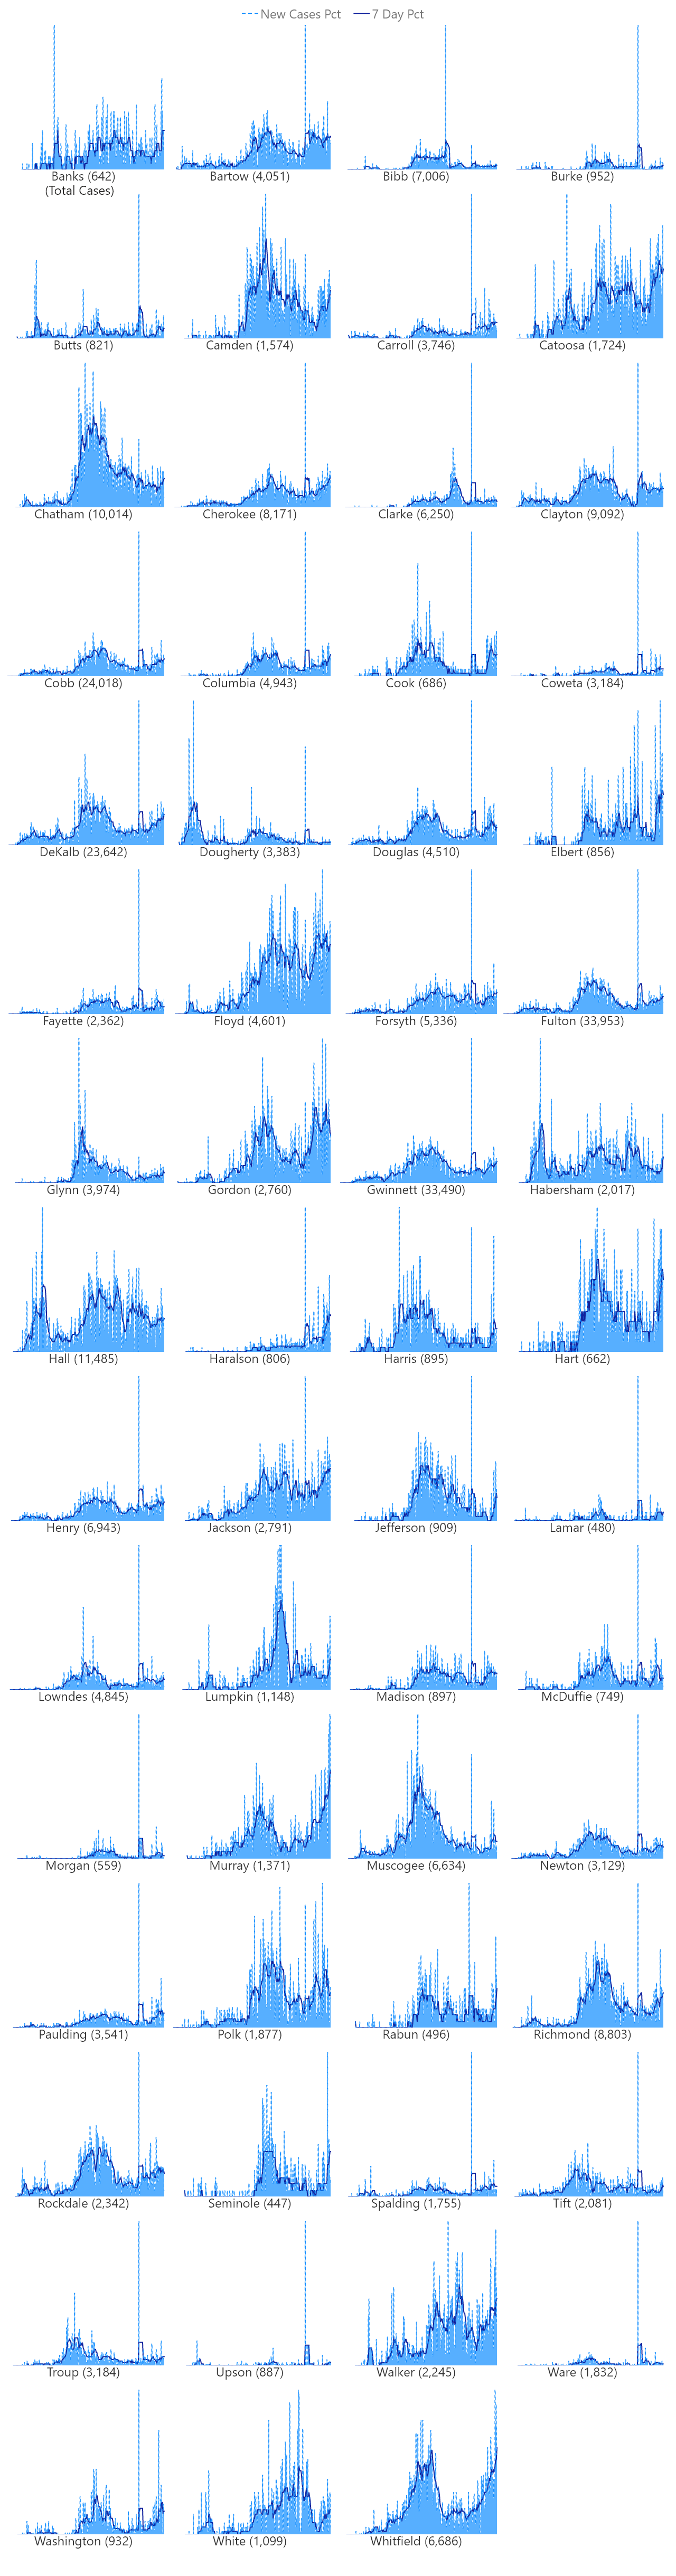 New Cases Pct 7 Day Pct
Banks (642) Bartow (4,051) Bibb (7,006) Burke (952)
(Total Cases)
Butts (821) Camden (1,574) Carroll (3,746) Catoosa (1,724)
Chatham (10,014) Cherokee (8,171) Clarke (6,250) Clayton (9,092)
Cobb (24,018) Columbia (4,943) Cook (686) Coweta (3,184)
DeKalb (23,642) Dougherty (3,383) Douglas (4,510) Elbert (856)
Fayette (2,362) Floyd (4,601) Forsyth (5,336) Fulton (33,953)
Glynn (3,974) Gordon (2,760) Gwinnett (33,490) Habersham (2,017)
Hall (11,485) Haralson (806) Harris (895) Hart (662)
Henry (6,943) Jackson (2,791) Jefferson (909) Lamar (480)
Lowndes (4,845) Lumpkin (1,148) Madison (897) McDuffie (749)
Morgan (559) Murray (1,371) Muscogee (6,634) Newton (3,129)
Paulding (3,541) Polk (1,877) Rabun (496) Richmond (8,803)
Rockdale (2,342) Seminole (447) Spalding (1,755) Tift (2,081)
Troup (3,184) Upson (887) Walker (2,245) Ware (1,832)
Washington (932) White (1,099) Whitfield (6,686)